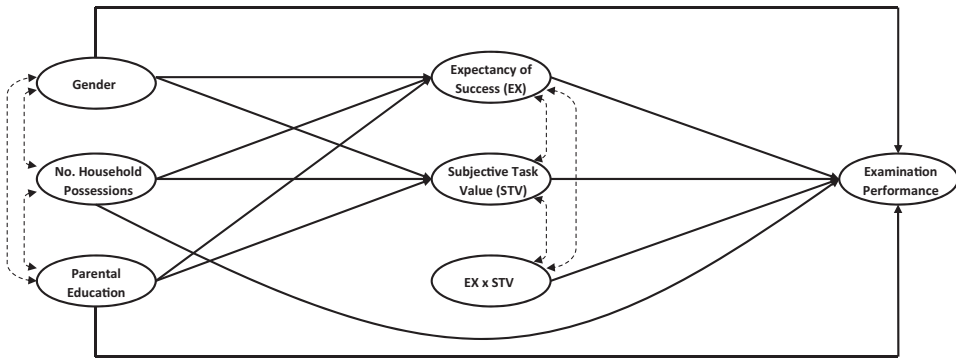 Gender
Expectancy of
Success (EX)
No. Household
Possessions
Subjective Task
Value (STV)
Examination
Performance
Parental
Education
EX x STV